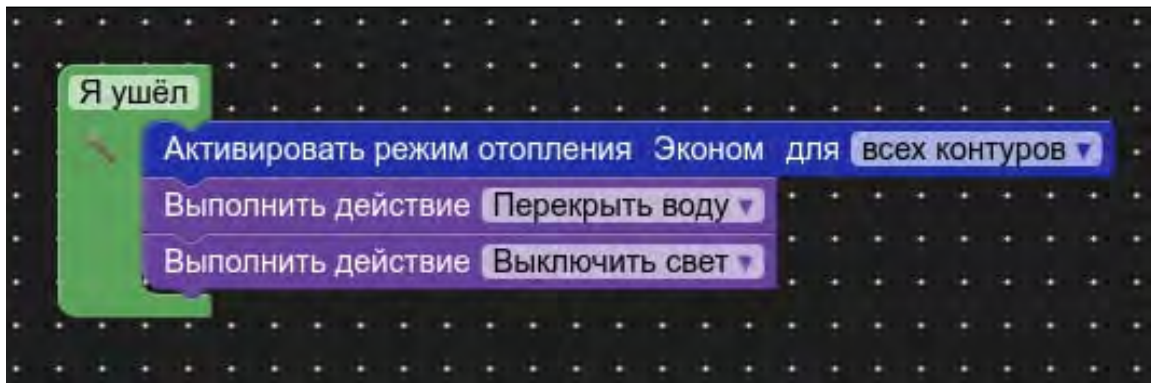 Я ушёл
Активировать режим отопления Эконом для всех контуров
Выполнить действие Перекрыть воду
Выполнить действие Выключить свет